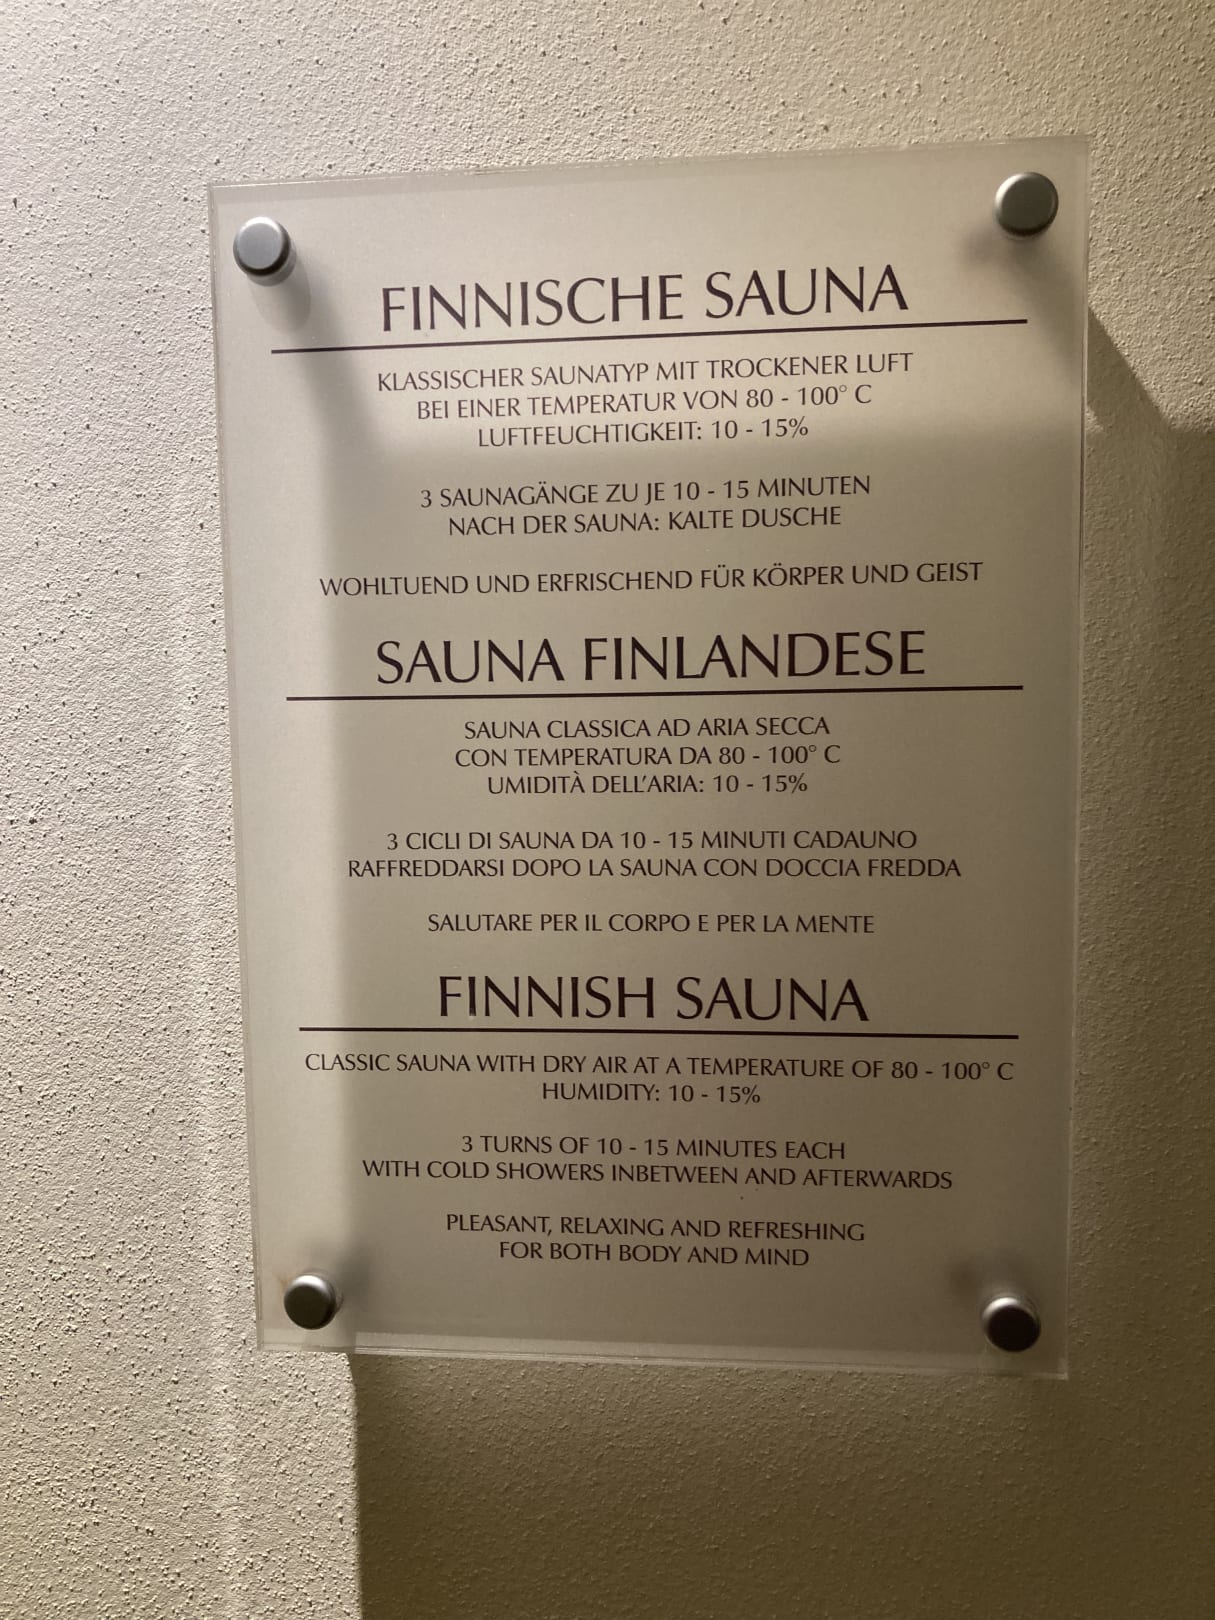 FINNISCHE SAUNA
KLASSISCHER SAUNATYP MIT TROCKENER LUFT
BEI EINER TEMPERATUR VON 80 - 100° C
LUFTFEUCHTIGKEIT: 10 - 15%
3 SAUNAGÄNGE ZU JE 10 - 15 MINUTEN
NACH DER SAUNA: KALTE DUSCHE
WOHLTUEND UND ERFRISCHEND FÜR KÖRPER UND GEIST
SAUNA FINLANDESE
SAUNA CLASSICA AD ARIA SECCA
CON TEMPERATURA DA 80 - 100° C
UMIDITÀ DELL'ARIA: 10 - 15%
3 CICLI DI SAUNA DA 10 - 15 MINUTI CADAUNO
RAFFREDDARSI DOPO LA SAUNA CON DOCCIA FREDDA
SALUTARE PER IL CORPO E PER LA MENTE
FINNISH SAUNA
CLASSIC SAUNA WITH DRY AIR AT A TEMPERATURE OF 80 - 100° C
HUMIDITY: 10 - 15%
3 TURNS OF 10 - 15 MINUTES EACH
WITH COLD SHOWERS INBETWEEN AND AFTERWARDS
PLEASANT, RELAXING AND REFRESHING
FOR BOTH BODY AND MIND